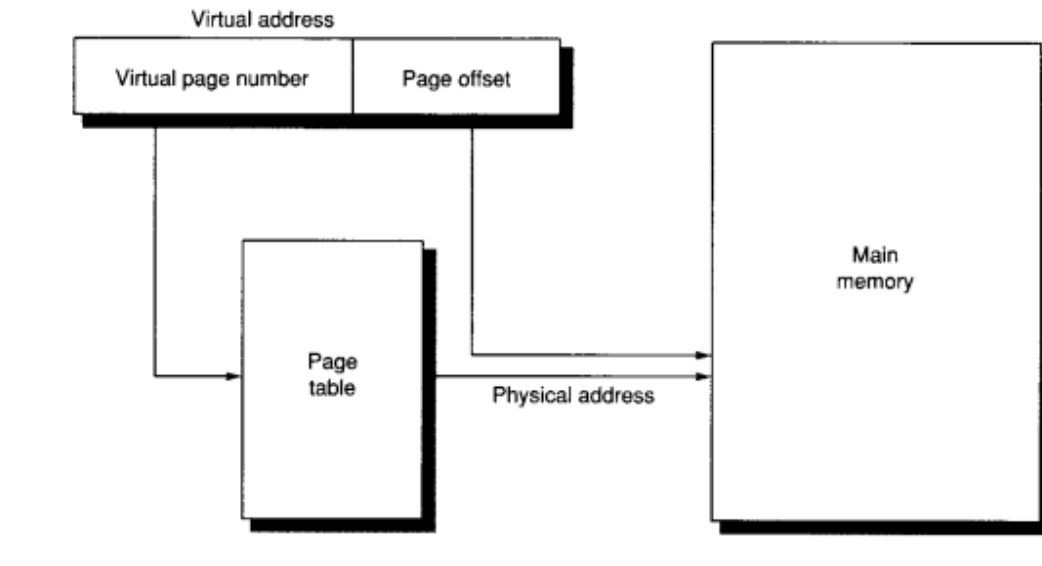 Virtual address
Virtual page number
Page offset
Main
memory
Page
table
Physical address